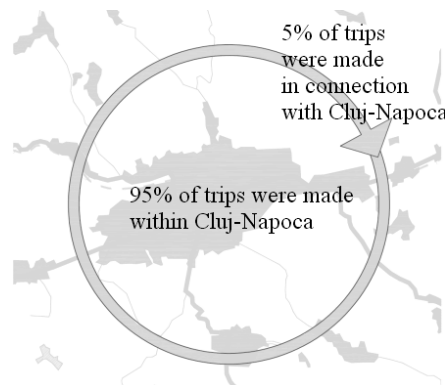 5% of trips
were made
in connection
with Cluj-Napoca
95% of trips were made
within Cluj-Napoca